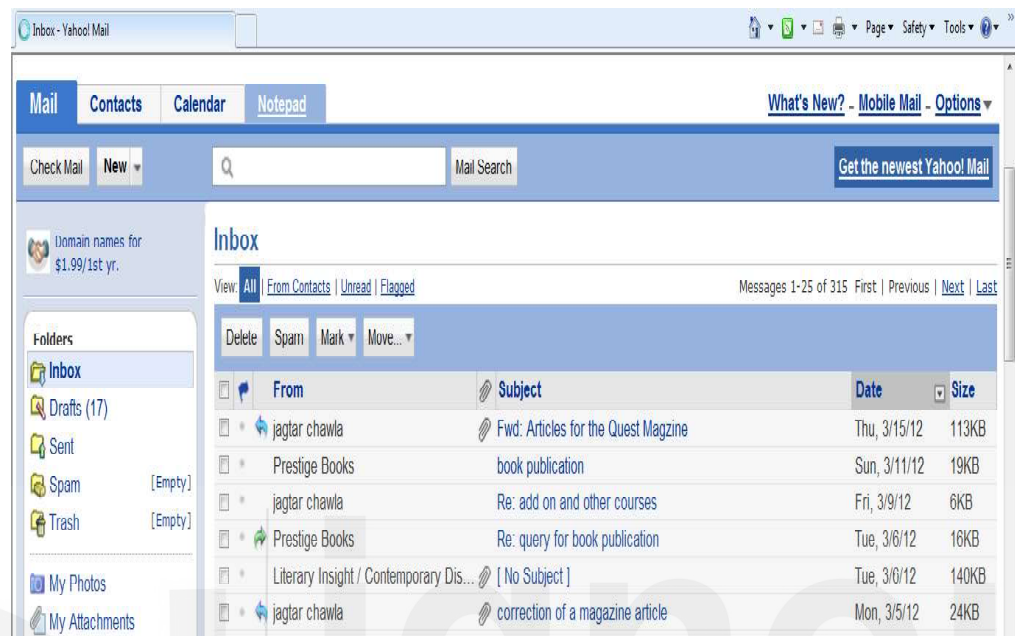 Inbox - Yahoo! Mail
Page Safety Tools
Mail Contacts Calendar Notepad
What's New? - Mobile Mail - Options
Check Mail New Mail Search Get the newest Yahoo! Mail
Domain names for
$1.99/1st yr.
Folders
Inbox
Drafts (17)
Sent
Spam [Empty]
Trash [Empty]
My Photos
My Attachments
Inbox
View: All | From Contacts | Unread | Flagged
Messages 1-25 of 315 First | Previous | Next | Last
Delete Spam Mark Move...
From Subject Date Size
jagtar chawla Fwd: Articles for the Quest Magzine Thu, 3/15/12 113KB
Prestige Books book publication Sun, 3/11/12 19KB
jagtar chawla Re: add on and other courses Fri, 3/9/12 6KB
Prestige Books Re: query for book publication Tue, 3/6/12 16KB
Literary Insight / Contemporary Dis... [ No Subject ] Tue, 3/6/12 140KB
jagtar chawla correction of a magazine article Mon, 3/5/12 24KB